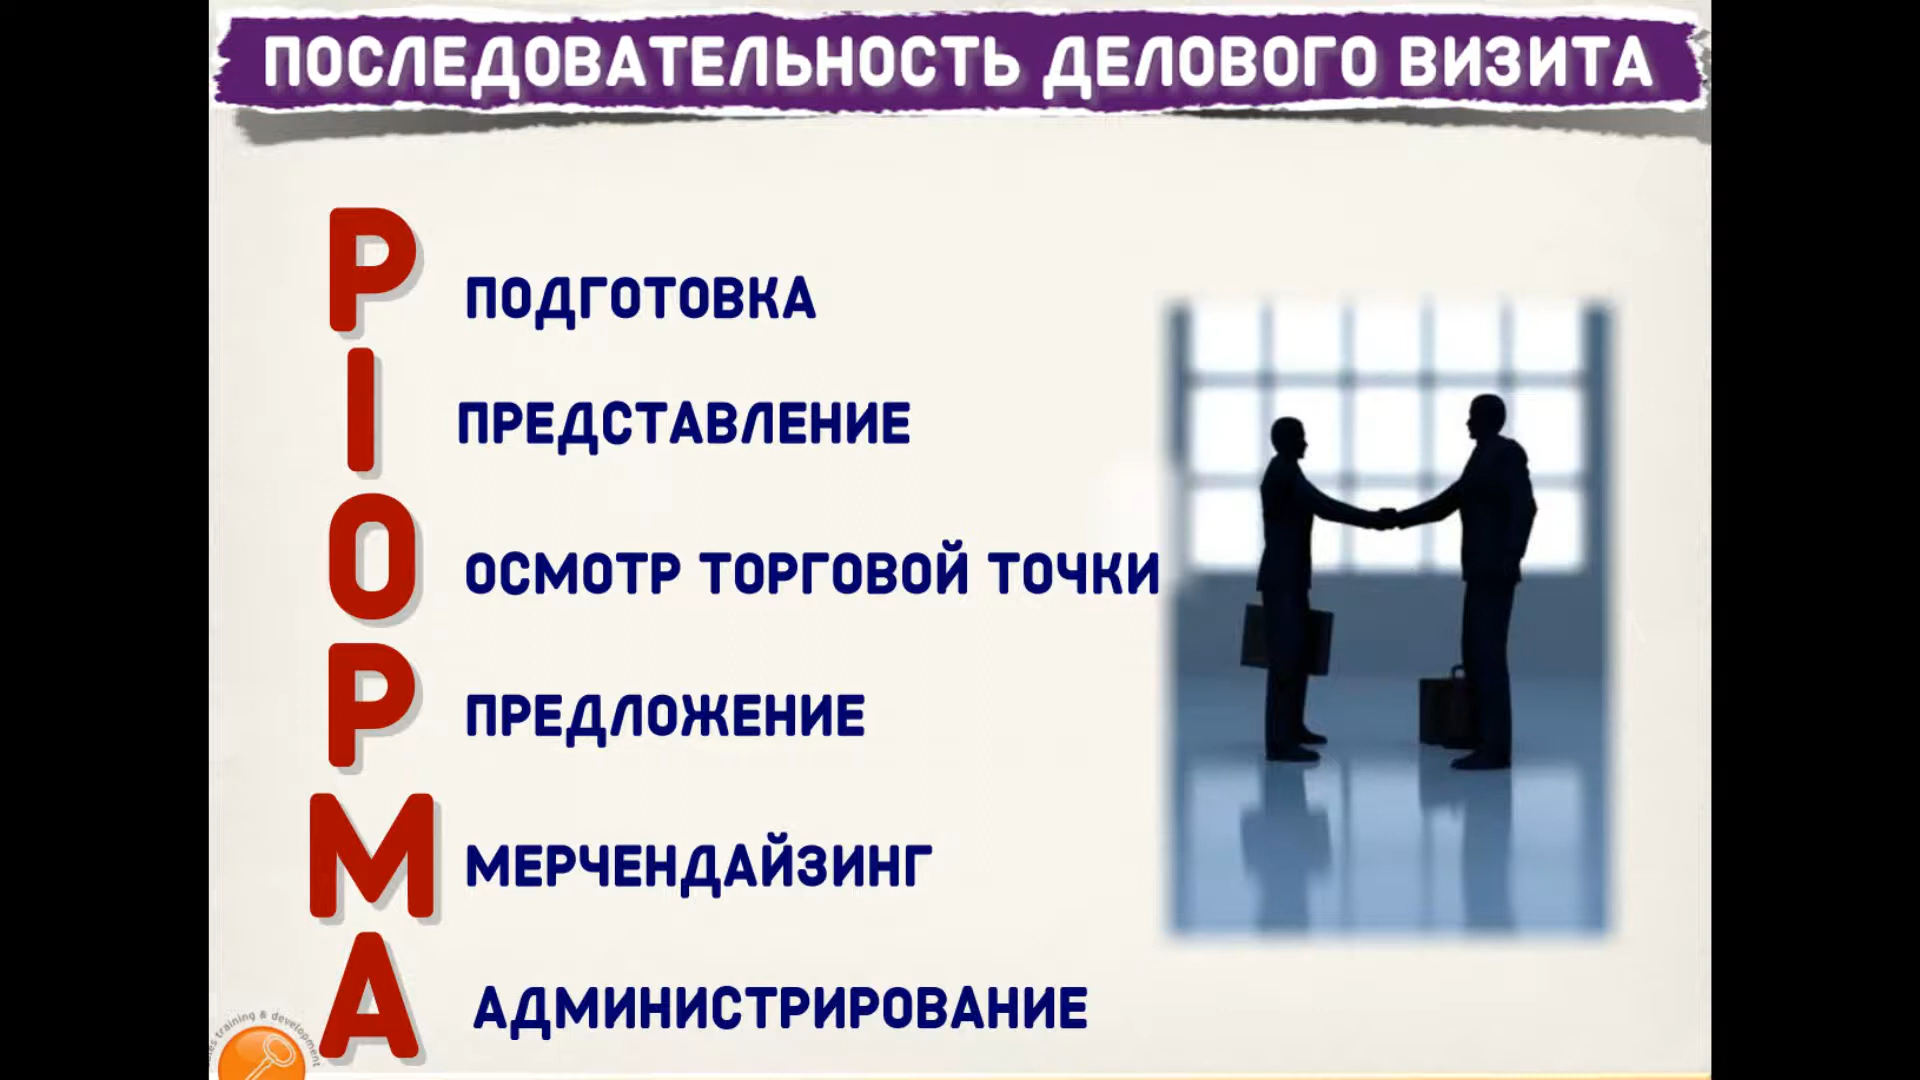 ПОСЛЕДОВАТЕЛЬНОСТЬ ДЕЛОВОГО ВИЗИТА
P ПОДГОТОВКА
I ПРЕДСТАВЛЕНИЕ
O ОСМОТР ТОРГОВОЙ ТОЧКИ
P ПРЕДЛОЖЕНИЕ
M МЕРЧЕНДАЙЗИНГ
A АДМИНИСТРИРОВАНИЕ
training & development